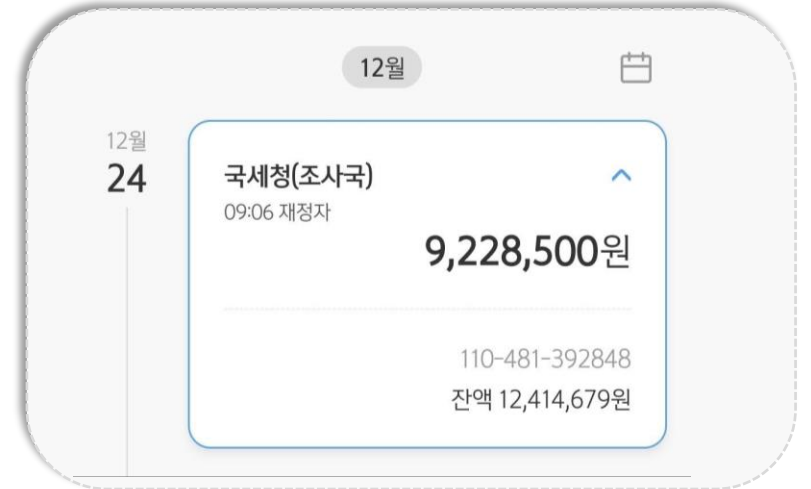 12월
12월
24
국세청(조사국)
09:06 재정자
9,228,500원
110-481-392848
잔액 12,414,679원